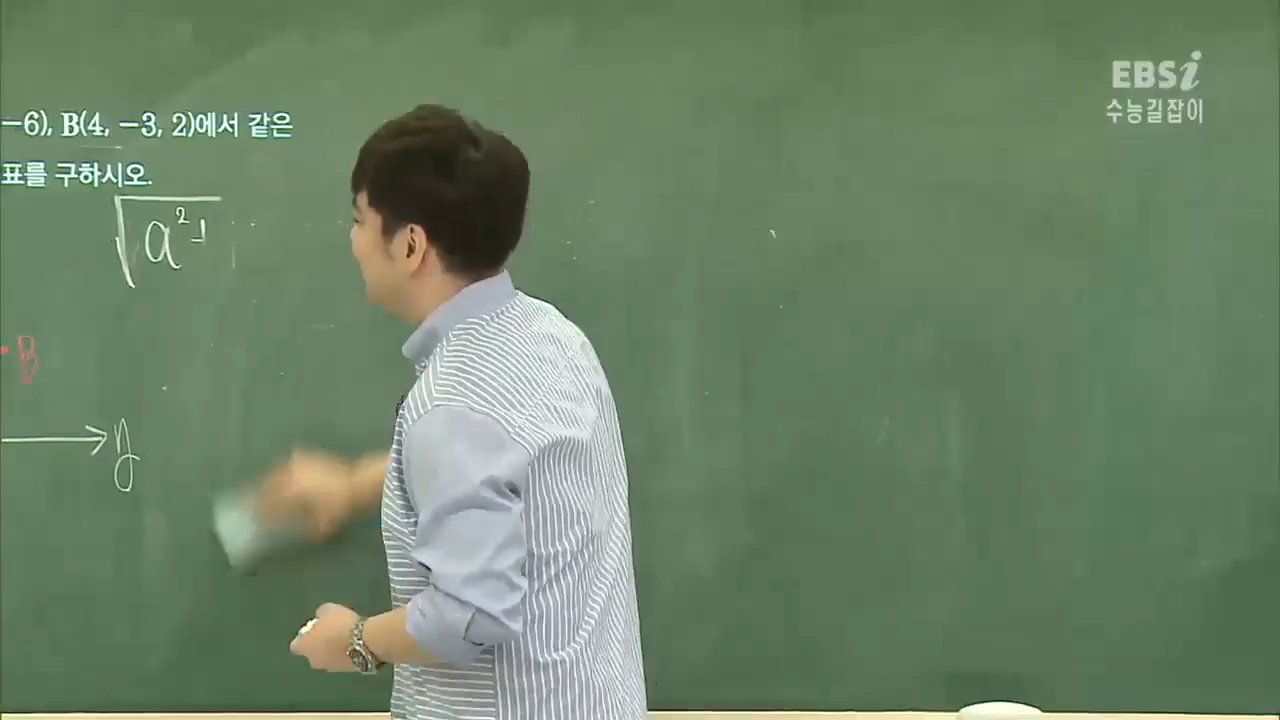 EBSi
수능길잡이
-6), B(4, -3, 2)에서 같은
표를 구하시오.
√a²+
B
y